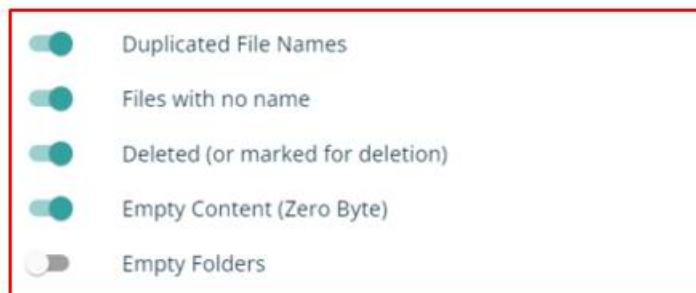 Duplicated File Names
Files with no name
Deleted (or marked for deletion)
Empty Content (Zero Byte)
Empty Folders